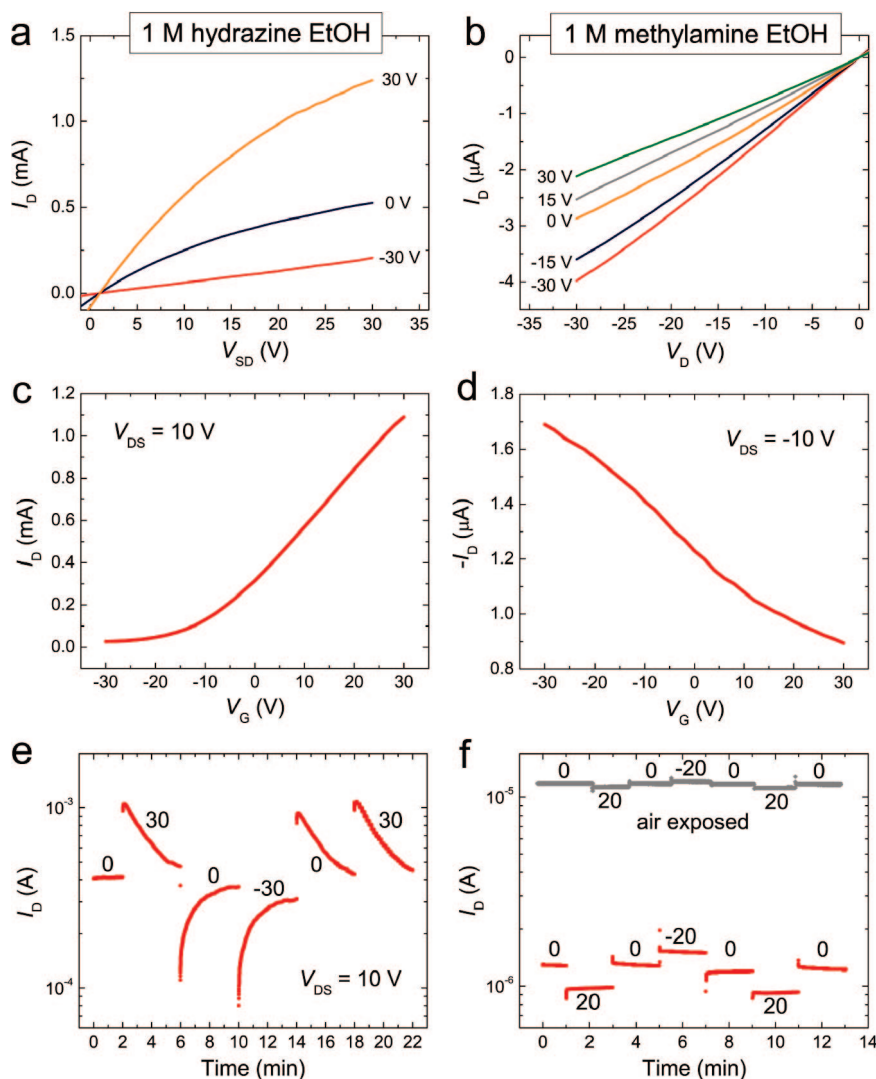 a
1 M hydrazine EtOH
1.5
1.0
0.5
0.0
I_D (mA)
30 V
0 V
-30 V
0 5 10 15 20 25 30 35
V_SD (V)
b
1 M methylamine EtOH
0
-1
-2
-3
-4
I_D (μA)
30 V
15 V
0 V
-15 V
-30 V
-35 -30 -25 -20 -15 -10 -5 0
V_D (V)
c
1.2
1.0
0.8
0.6
0.4
0.2
0.0
I_D (mA)
V_DS = 10 V
-30 -20 -10 0 10 20 30
V_G (V)
d
1.8
1.6
1.4
1.2
1.0
0.8
-I_D (μA)
V_DS = -10 V
-30 -20 -10 0 10 20 30
V_G (V)
e
10⁻³
10⁻⁴
I_D (A)
0
30
0
-30
0
30
V_DS = 10 V
0 2 4 6 8 10 12 14 16 18 20 22
Time (min)
f
10⁻⁵
10⁻⁶
I_D (A)
0 20 0 -20 0 20 0
air exposed
0 20 0 -20 0 20 0
0 2 4 6 8 10 12 14
Time (min)